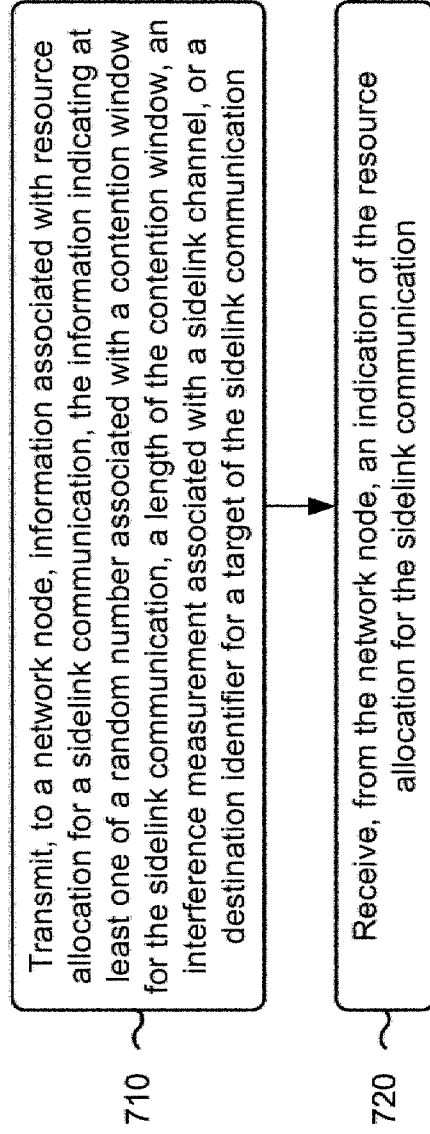 710
Transmit, to a network node, information associated with resource
allocation for a sidelink communication, the information indicating at
least one of a random number associated with a contention window
for the sidelink communication, a length of the contention window, an
interference measurement associated with a sidelink channel, or a
destination identifier for a target of the sidelink communication
720
Receive, from the network node, an indication of the resource
allocation for the sidelink communication